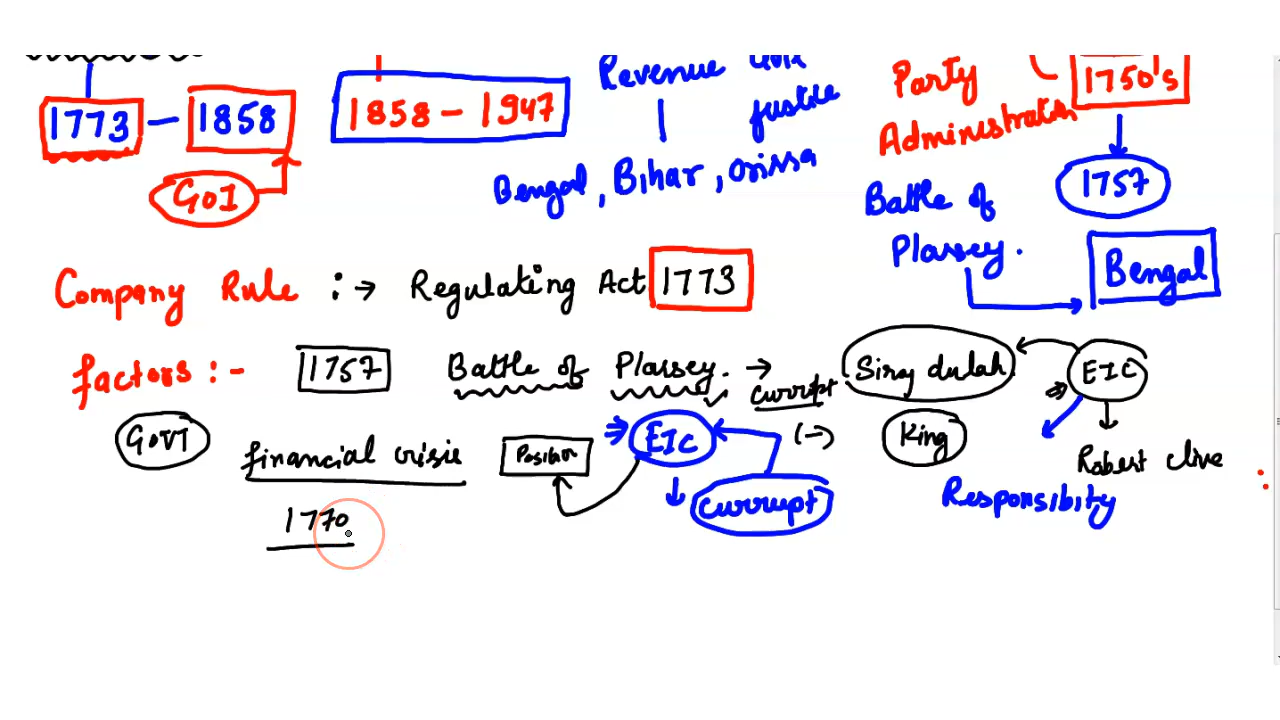 Revenue
Party
1750's
1773 - 1858
1858 - 1947
justice
Administration
GOI
Bengal, Bihar, Orissa
Battle of
1757
Plassey.
Bengal
Company Rule :→ Regulating Act 1773
factors :- 1757 Battle of Plassey. → Siraj dulah EIC
currupt
GOVT financial crisis Position EIC (-) King
Robert clive
currupt Responsibity
1770